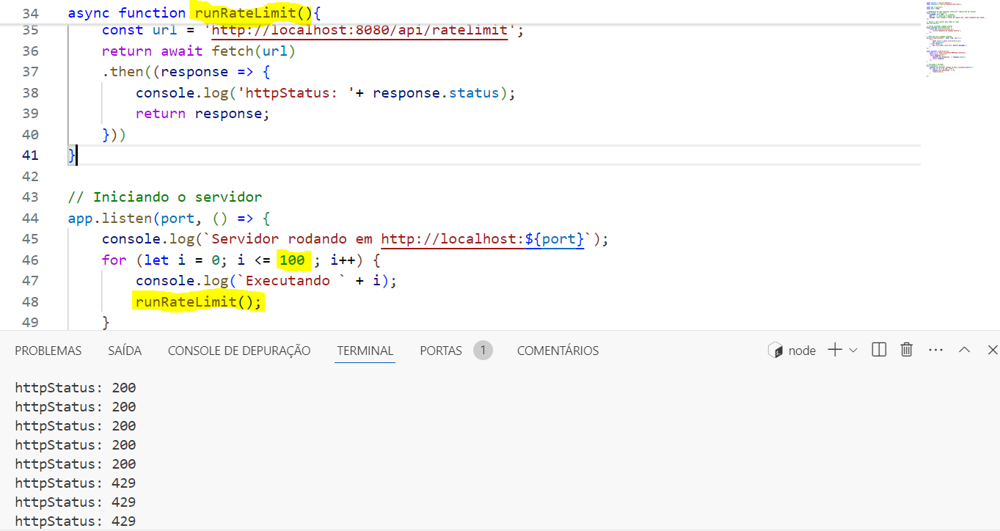 34 async function runRateLimit(){
35 const url = 'http://localhost:8080/api/ratelimit';
36 return await fetch(url)
37 .then((response => {
38 console.log('httpStatus: '+ response.status);
39 return response;
40 }))
41 }
42
43 // Iniciando o servidor
44 app.listen(port, () => {
45 console.log(`Servidor rodando em http://localhost:${port}`);
46 for (let i = 0; i <= 100 ; i++) {
47 console.log(`Executando ` + i);
48 runRateLimit();
49 }
PROBLEMAS SAÍDA CONSOLE DE DEPURAÇÃO TERMINAL PORTAS 1 COMENTÁRIOS node
httpStatus: 200
httpStatus: 200
httpStatus: 200
httpStatus: 200
httpStatus: 200
httpStatus: 429
httpStatus: 429
httpStatus: 429